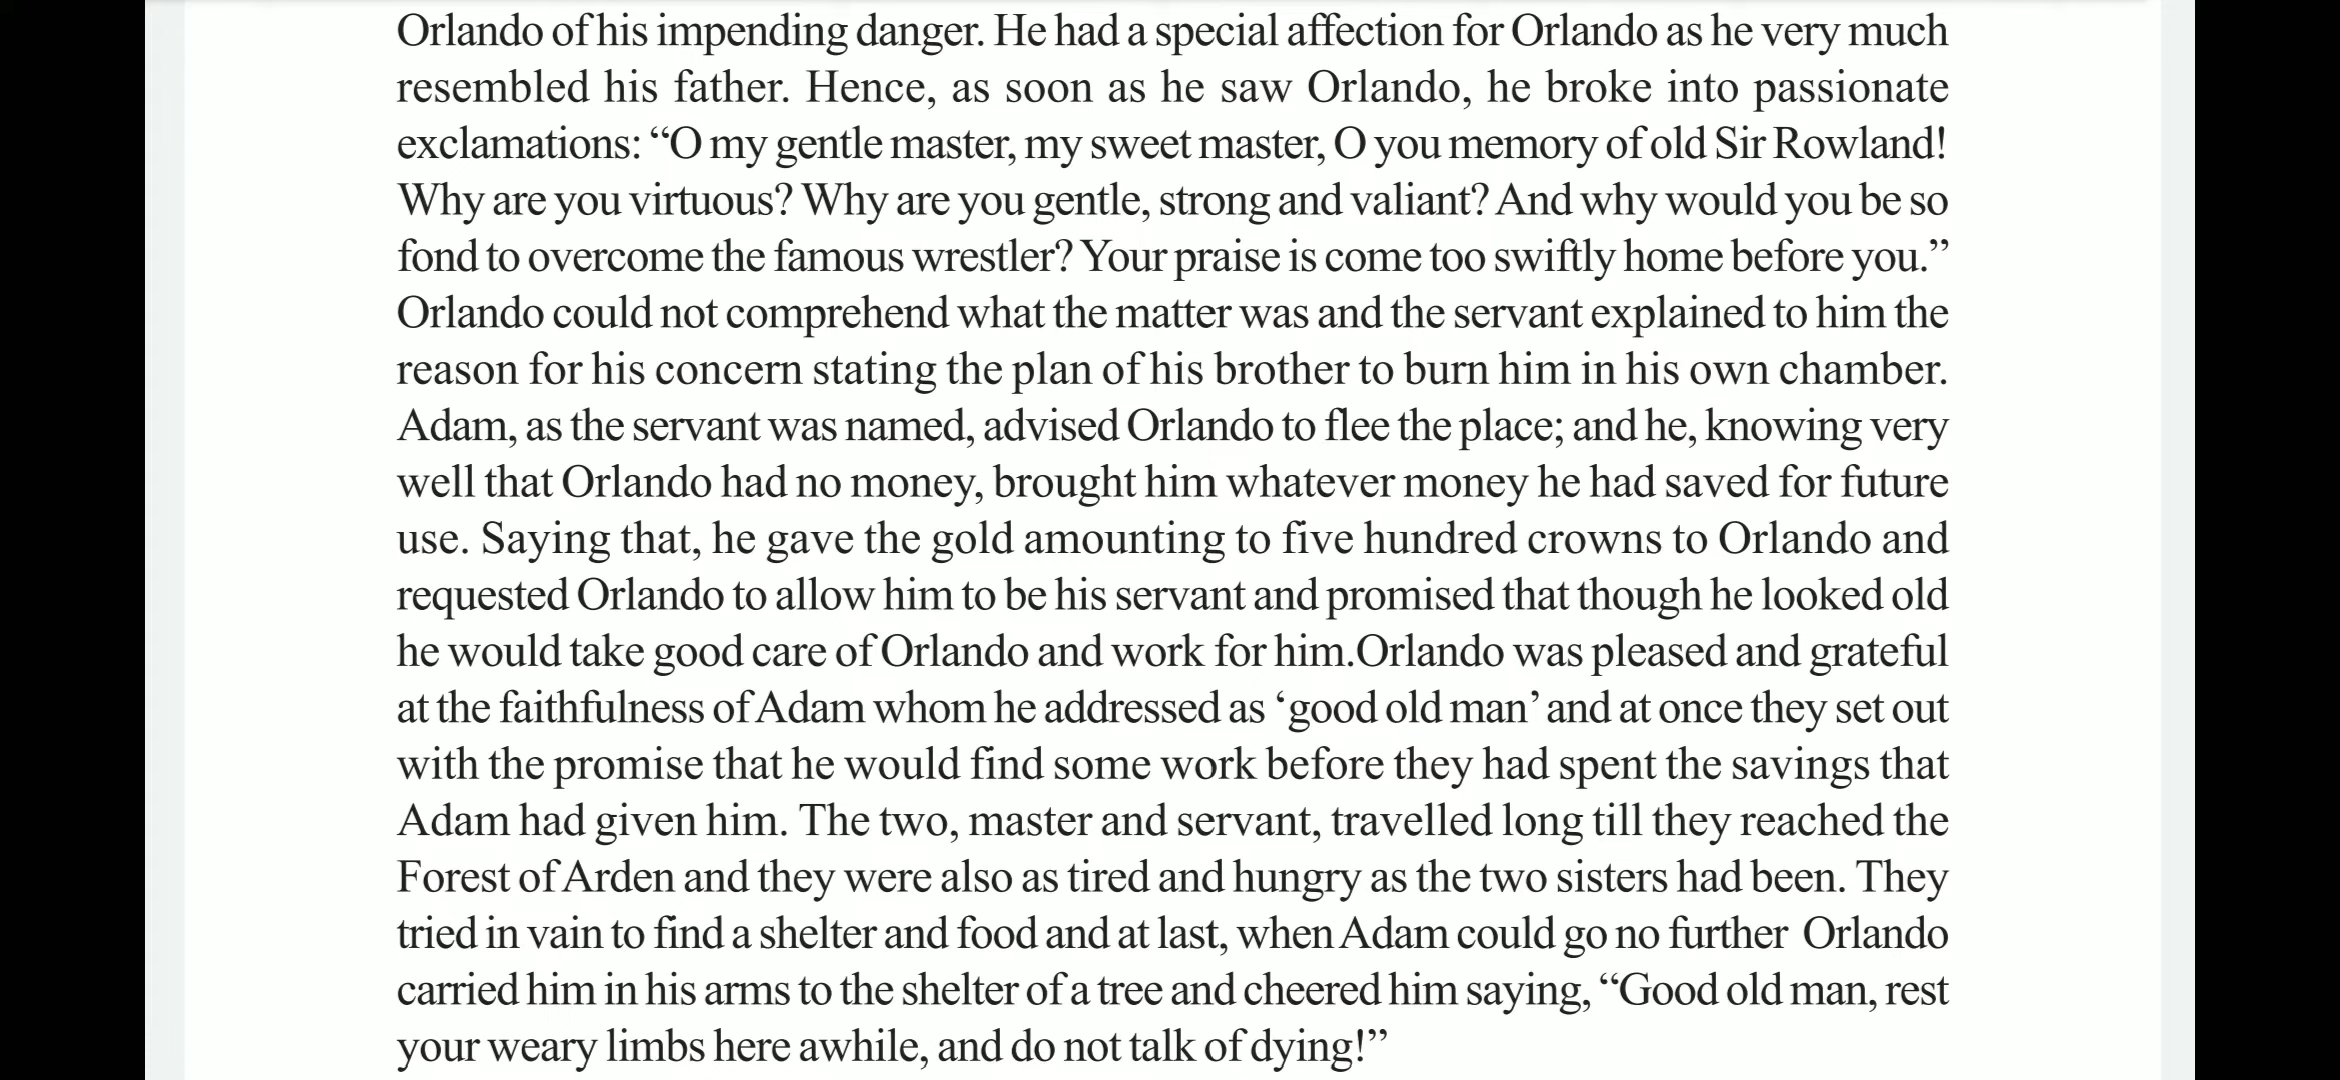 Orlando of his impending danger. He had a special affection for Orlando as he very much
resembled his father. Hence, as soon as he saw Orlando, he broke into passionate
exclamations: “O my gentle master, my sweet master, O you memory of old Sir Rowland!
Why are you virtuous? Why are you gentle, strong and valiant? And why would you be so
fond to overcome the famous wrestler? Your praise is come too swiftly home before you.”
Orlando could not comprehend what the matter was and the servant explained to him the
reason for his concern stating the plan of his brother to burn him in his own chamber.
Adam, as the servant was named, advised Orlando to flee the place; and he, knowing very
well that Orlando had no money, brought him whatever money he had saved for future
use. Saying that, he gave the gold amounting to five hundred crowns to Orlando and
requested Orlando to allow him to be his servant and promised that though he looked old
he would take good care of Orlando and work for him.Orlando was pleased and grateful
at the faithfulness of Adam whom he addressed as ‘good old man’ and at once they set out
with the promise that he would find some work before they had spent the savings that
Adam had given him. The two, master and servant, travelled long till they reached the
Forest of Arden and they were also as tired and hungry as the two sisters had been. They
tried in vain to find a shelter and food and at last, when Adam could go no further Orlando
carried him in his arms to the shelter of a tree and cheered him saying, “Good old man, rest
your weary limbs here awhile, and do not talk of dying!”